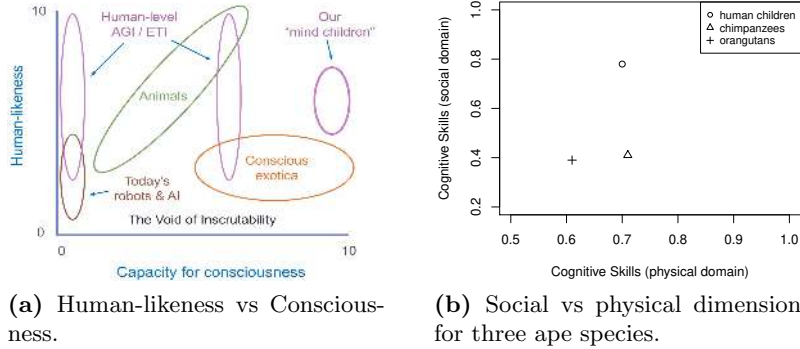 10
Human-level
AGI / ETI
Our
"mind children"
Human-likeness
Animals
Conscious
exotica
Today's
robots & AI
The Void of Inscrutability
0
0
10
Capacity for consciousness
(a) Human-likeness vs Conscious-
ness.
Cognitive Skills (social domain)
1.0
0.8
0.6
0.4
0.2
human children
chimpanzees
orangutans
0.5 0.6 0.7 0.8 0.9 1.0
Cognitive Skills (physical domain)
(b) Social vs physical dimension
for three ape species.